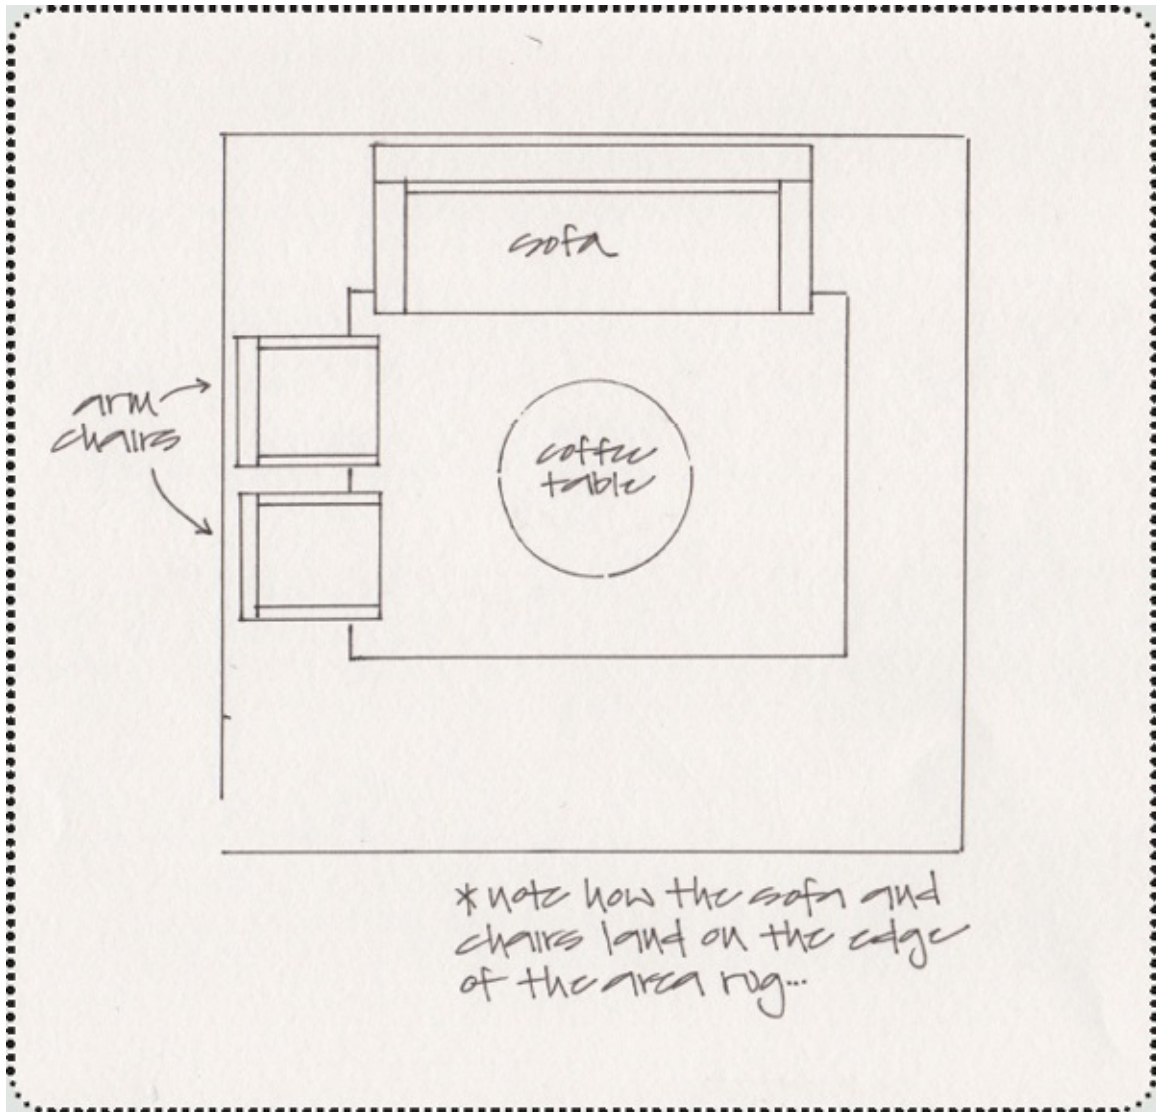 sofa
arm
chairs
coffee
table
*note how the sofa and
chairs land on the edge
of the area rug...